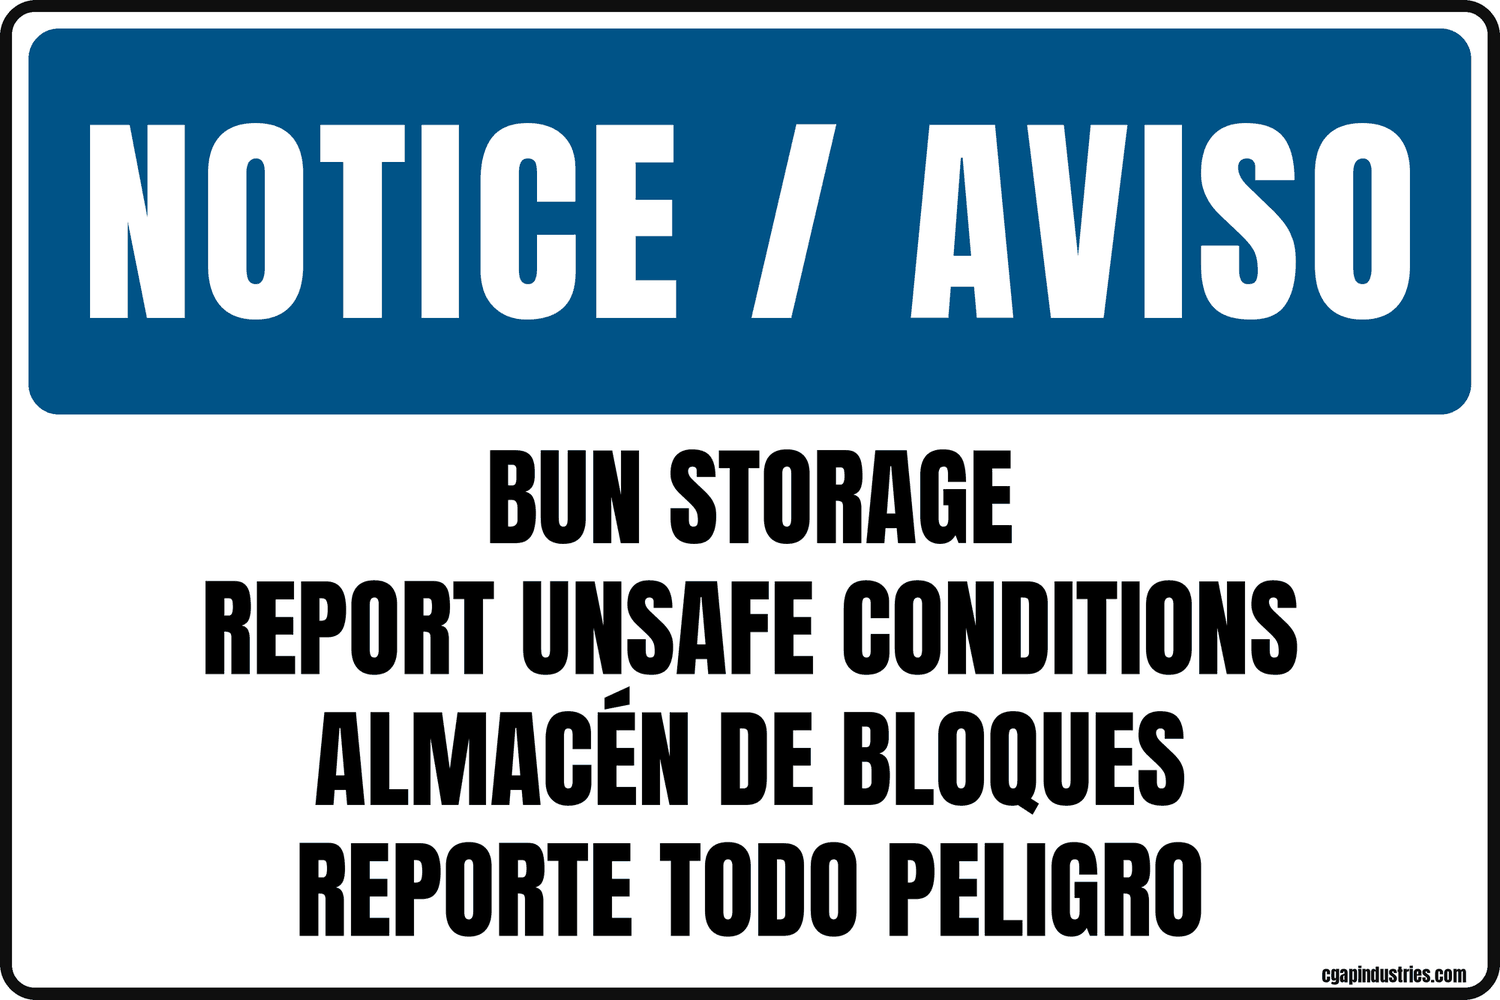 NOTICE / AVISO
BUN STORAGE
REPORT UNSAFE CONDITIONS
ALMACÉN DE BLOQUES
REPORTE TODO PELIGRO
cgapindustries.com